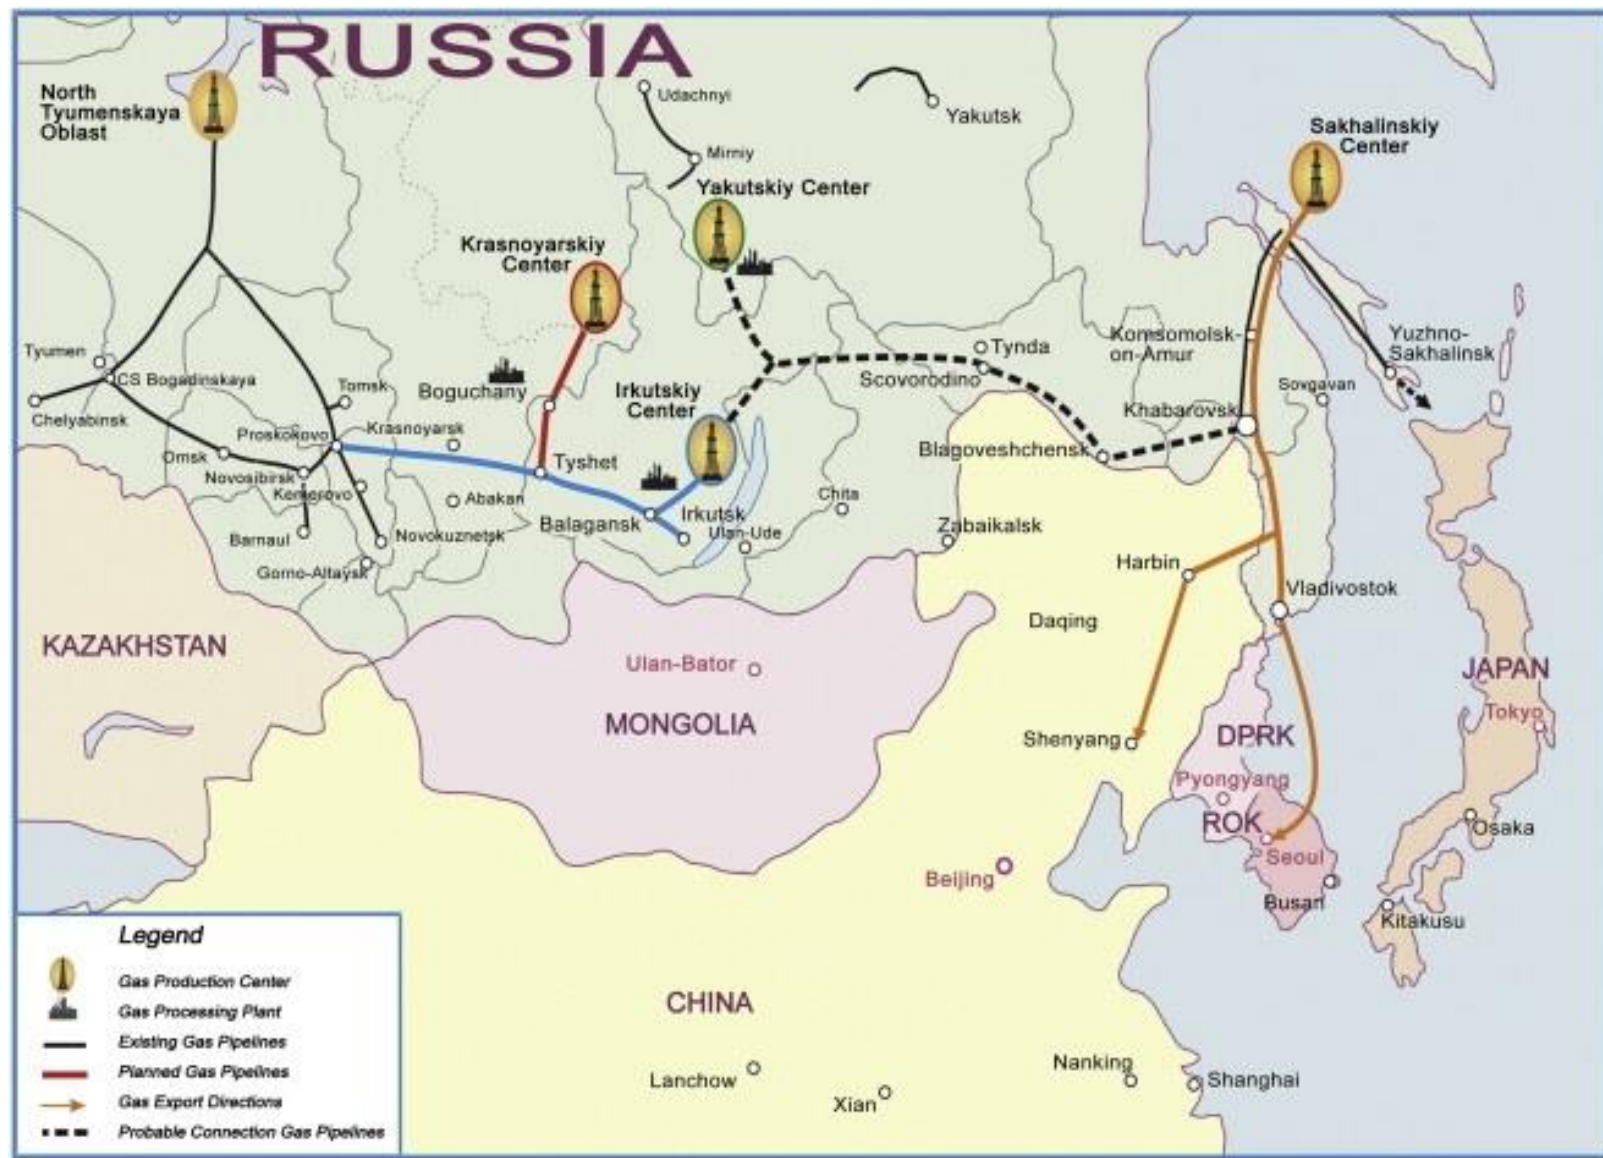 RUSSIA
North
Tyumenskaya
Oblast
Udachnyi
Yakutsk
Sakhalinskiy
Center
Mirniy
Yakutskiy Center
Krasnoyarskiy
Center
Tyumen
CS Bogadinskaya
Chelyabinsk
Tomsk
Boguchany
Irkutskiy
Center
Tynda
Scovorodino
Komsomolsk-
on-Amur
Yuzhno-
Sakhalinsk
Sovgavan
Khabarovsk
Proskokovo
Krasnoyarsk
Omsk
Novosibirsk
Kemerovo
Tyshet
Blagoveshchensk
Abakan
Chita
Barnaul
Novokuznetsk
Balagansk
Irkutsk
Ulan-Ude
Zabaikalsk
Gorno-Altaysk
Harbin
Vladivostok
Daqing
KAZAKHSTAN
Ulan-Bator
JAPAN
MONGOLIA
Shenyang
DPRK
Tokyo
Pyongyang
ROK
Osaka
Seoul
Beijing
Busan
Kitakusu
CHINA
Lanchow
Xian
Nanking
Shanghai
Legend
Gas Production Center
Gas Processing Plant
Existing Gas Pipelines
Planned Gas Pipelines
Gas Export Directions
Probable Connection Gas Pipelines